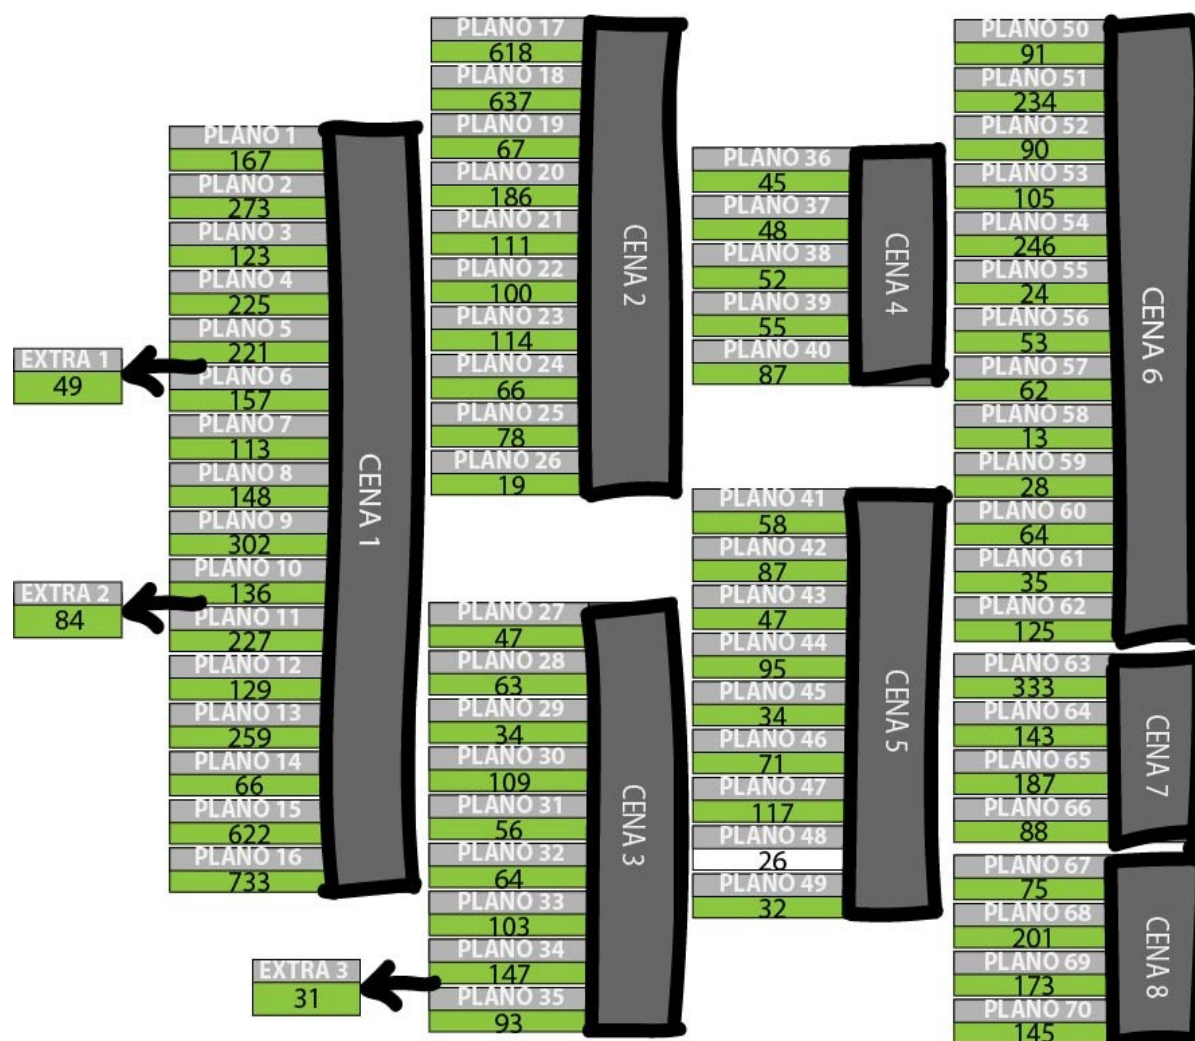 EXTRA 1
49
EXTRA 2
84
PLANO 1
167
PLANO 2
273
PLANO 3
123
PLANO 4
225
PLANO 5
221
PLANO 6
157
PLANO 7
113
PLANO 8
148
PLANO 9
302
PLANO 10
136
PLANO 11
227
PLANO 12
129
PLANO 13
259
PLANO 14
66
PLANO 15
622
PLANO 16
733
CENA 1
PLANO 17
618
PLANO 18
637
PLANO 19
67
PLANO 20
186
PLANO 21
111
PLANO 22
100
PLANO 23
114
PLANO 24
66
PLANO 25
78
PLANO 26
19
CENA 2
EXTRA 3
31
PLANO 27
47
PLANO 28
63
PLANO 29
34
PLANO 30
109
PLANO 31
56
PLANO 32
64
PLANO 33
103
PLANO 34
147
PLANO 35
93
CENA 3
PLANO 36
45
PLANO 37
48
PLANO 38
52
PLANO 39
55
PLANO 40
87
CENA 4
PLANO 41
58
PLANO 42
87
PLANO 43
47
PLANO 44
95
PLANO 45
34
PLANO 46
71
PLANO 47
117
PLANO 48
26
PLANO 49
32
CENA 5
PLANO 50
91
PLANO 51
234
PLANO 52
90
PLANO 53
105
PLANO 54
246
PLANO 55
24
PLANO 56
53
PLANO 57
62
PLANO 58
13
PLANO 59
28
PLANO 60
64
PLANO 61
35
PLANO 62
125
CENA 6
PLANO 63
333
PLANO 64
143
PLANO 65
187
PLANO 66
88
CENA 7
PLANO 67
75
PLANO 68
201
PLANO 69
173
PLANO 70
145
CENA 8